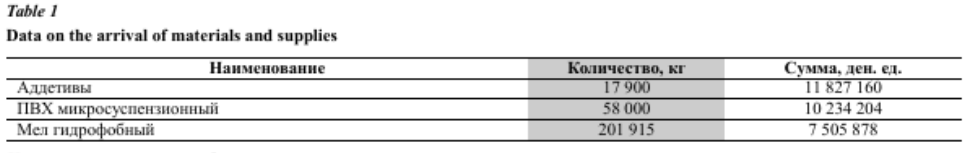 Table 1
Data on the arrival of materials and supplies
Наименование Количество, кг Сумма, ден. ед.
Аддетивы 17 900 11 827 160
ПВХ микросуспензионный 58 000 10 234 204
Мел гидрофобный 201 915 7 505 878